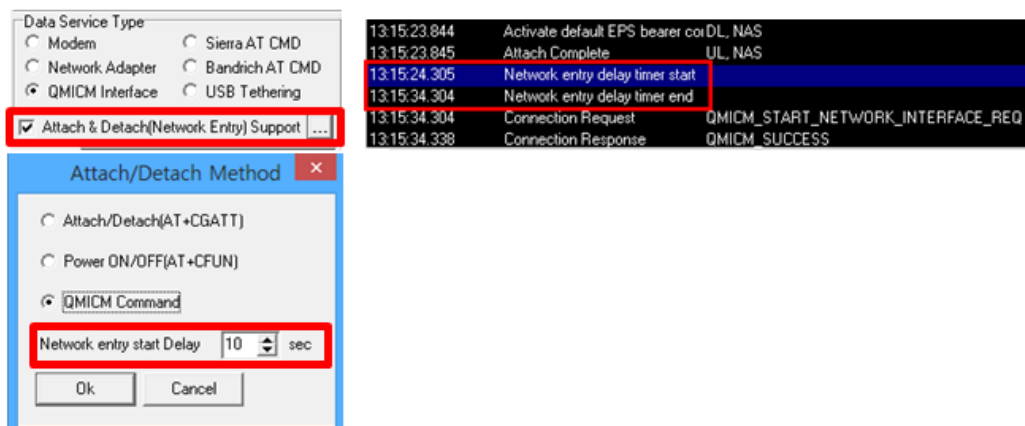 Data Service Type
Modem
Sierra AT CMD
Network Adapter
Bandrich AT CMD
QMICM Interface
USB Tethering
Attach & Detach(Network Entry) Support ...
Attach/Detach Method
Attach/Detach(AT+CGATT)
Power ON/OFF(AT+CFUN)
QMICM Command
Network entry start Delay 10 sec
Ok Cancel
13:15:23.844 Activate default EPS bearer cor DL, NAS
13:15:23.845 Attach Complete UL, NAS
13:15:24.305 Network entry delay timer start
13:15:34.304 Network entry delay timer end
13:15:34.304 Connection Request QMICM_START_NETWORK_INTERFACE_REQ
13:15:34.338 Connection Response QMICM_SUCCESS